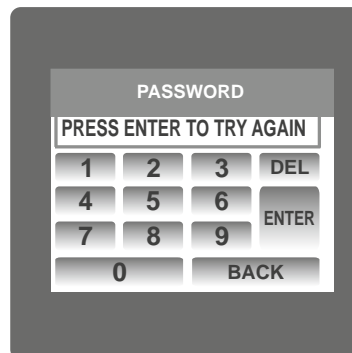 PASSWORD
PRESS ENTER TO TRY AGAIN
1 2 3 DEL
4 5 6 ENTER
7 8 9
0 BACK